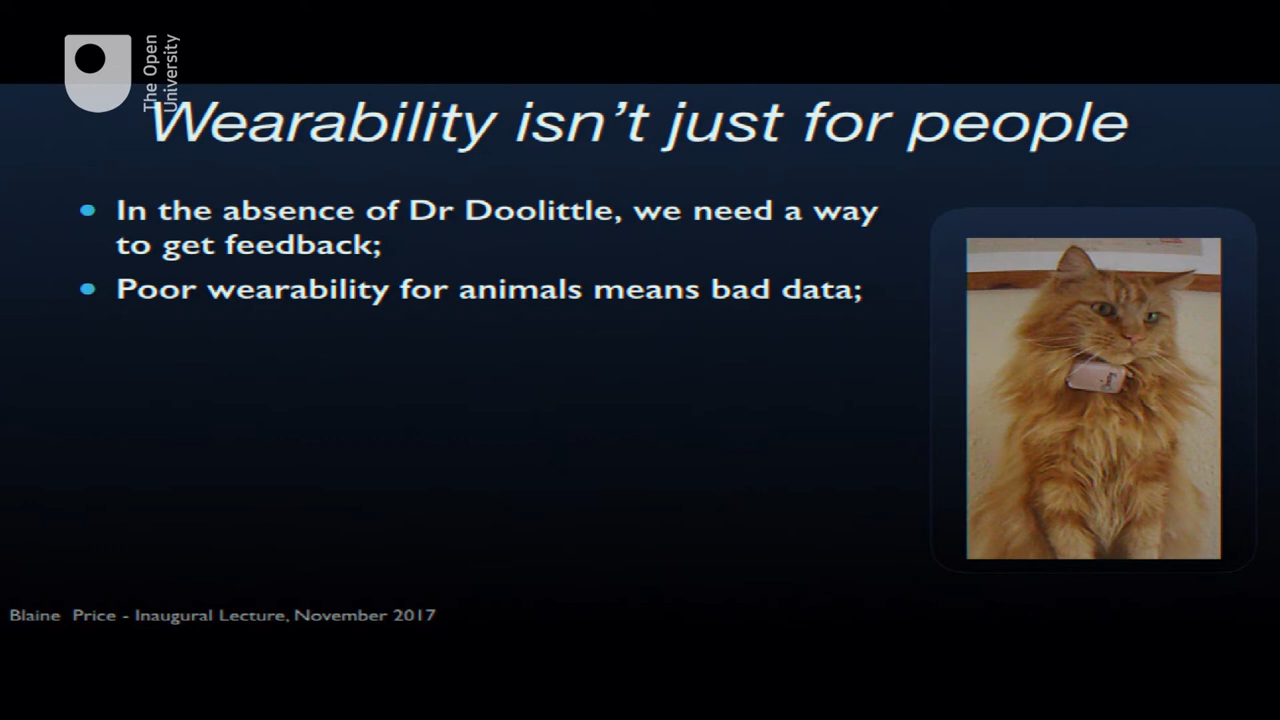 The Open
University
Wearability isn't just for people
In the absence of Dr Doolittle, we need a way
to get feedback;
Poor wearability for animals means bad data;
Blaine Price - Inaugural Lecture, November 2017